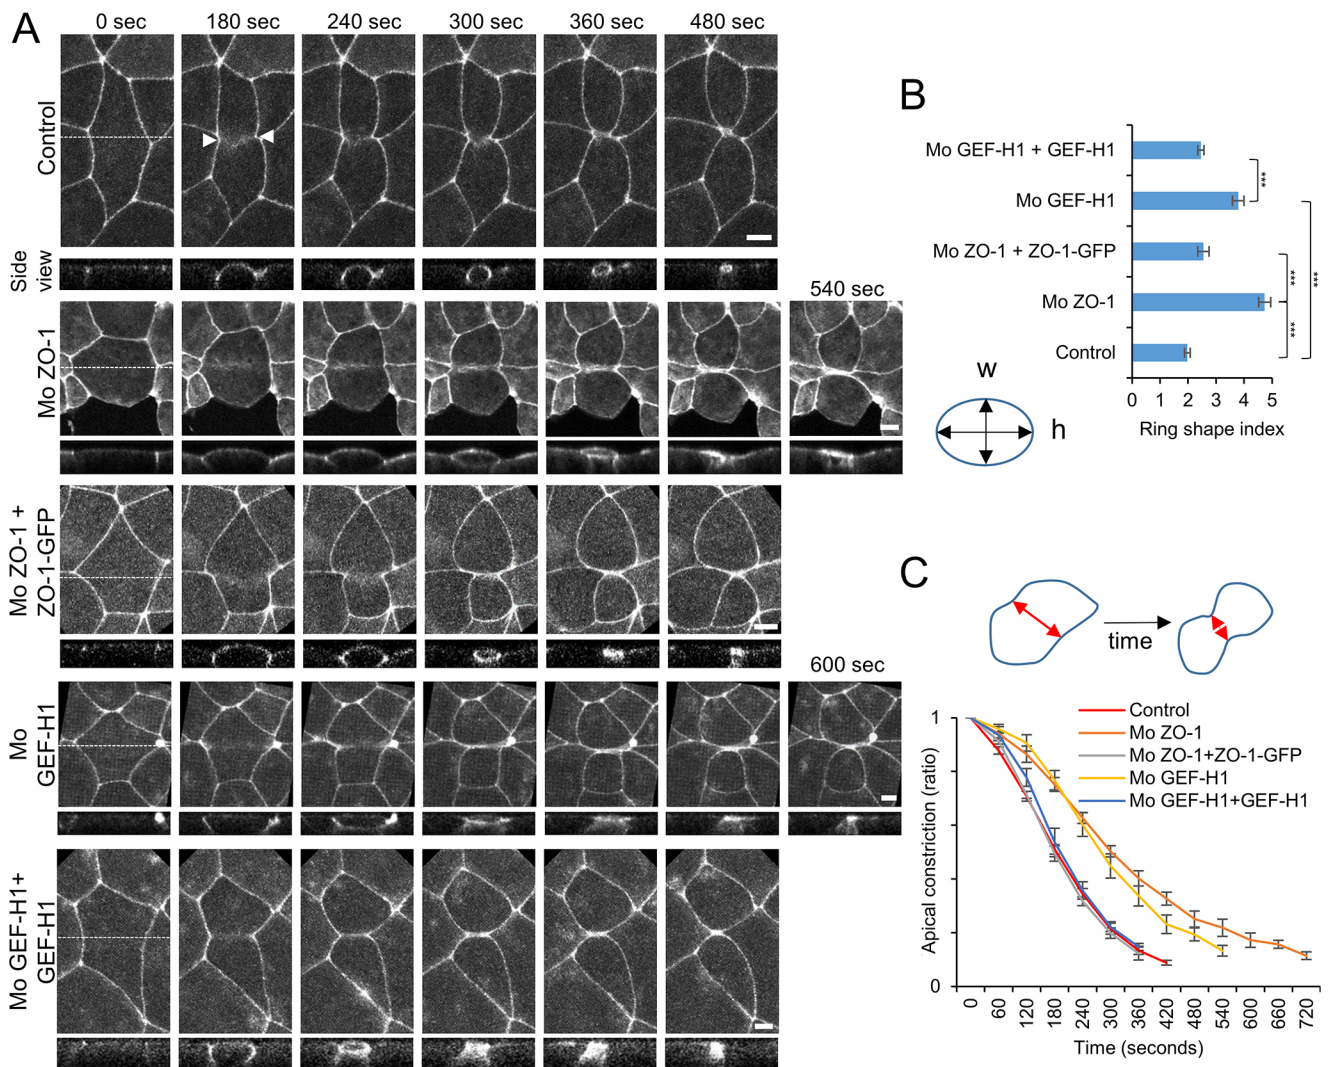 A
0 sec
180 sec
240 sec
300 sec
360 sec
480 sec
Control
Side
view
540 sec
Mo ZO-1
Mo ZO-1 +
ZO-1-GFP
600 sec
Mo
GEF-H1
Mo GEF-H1+
GEF-H1
B
Mo GEF-H1 + GEF-H1
Mo GEF-H1
Mo ZO-1 + ZO-1-GFP
Mo ZO-1
Control
***
***
***
***
0 1 2 3 4 5
Ring shape index
w
h
C
time
Control
Mo ZO-1
Mo ZO-1+ZO-1-GFP
Mo GEF-H1
Mo GEF-H1+GEF-H1
Apical constriction (ratio)
1
0
0 60 120 180 240 300 360 420 480 540 600 660 720
Time (seconds)